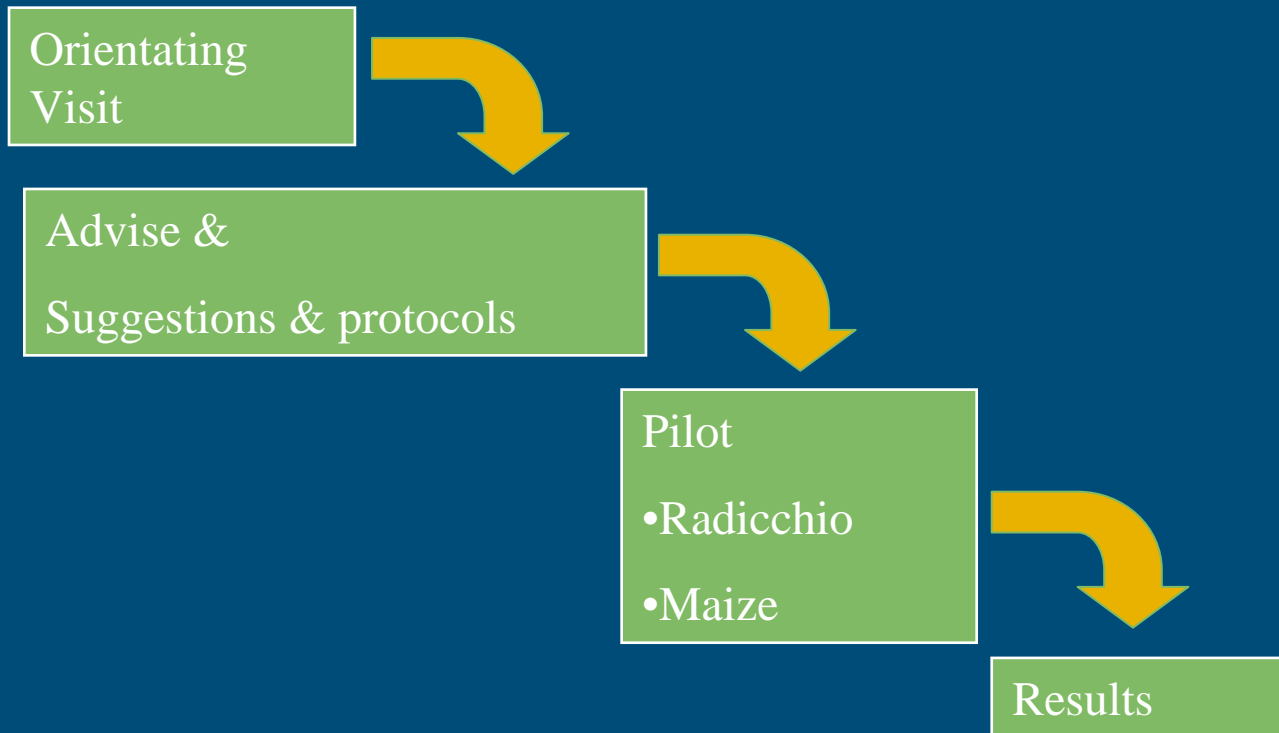 Orientating
Visit
Advise &
Suggestions & protocols
Pilot
•Radicchio
•Maize
Results